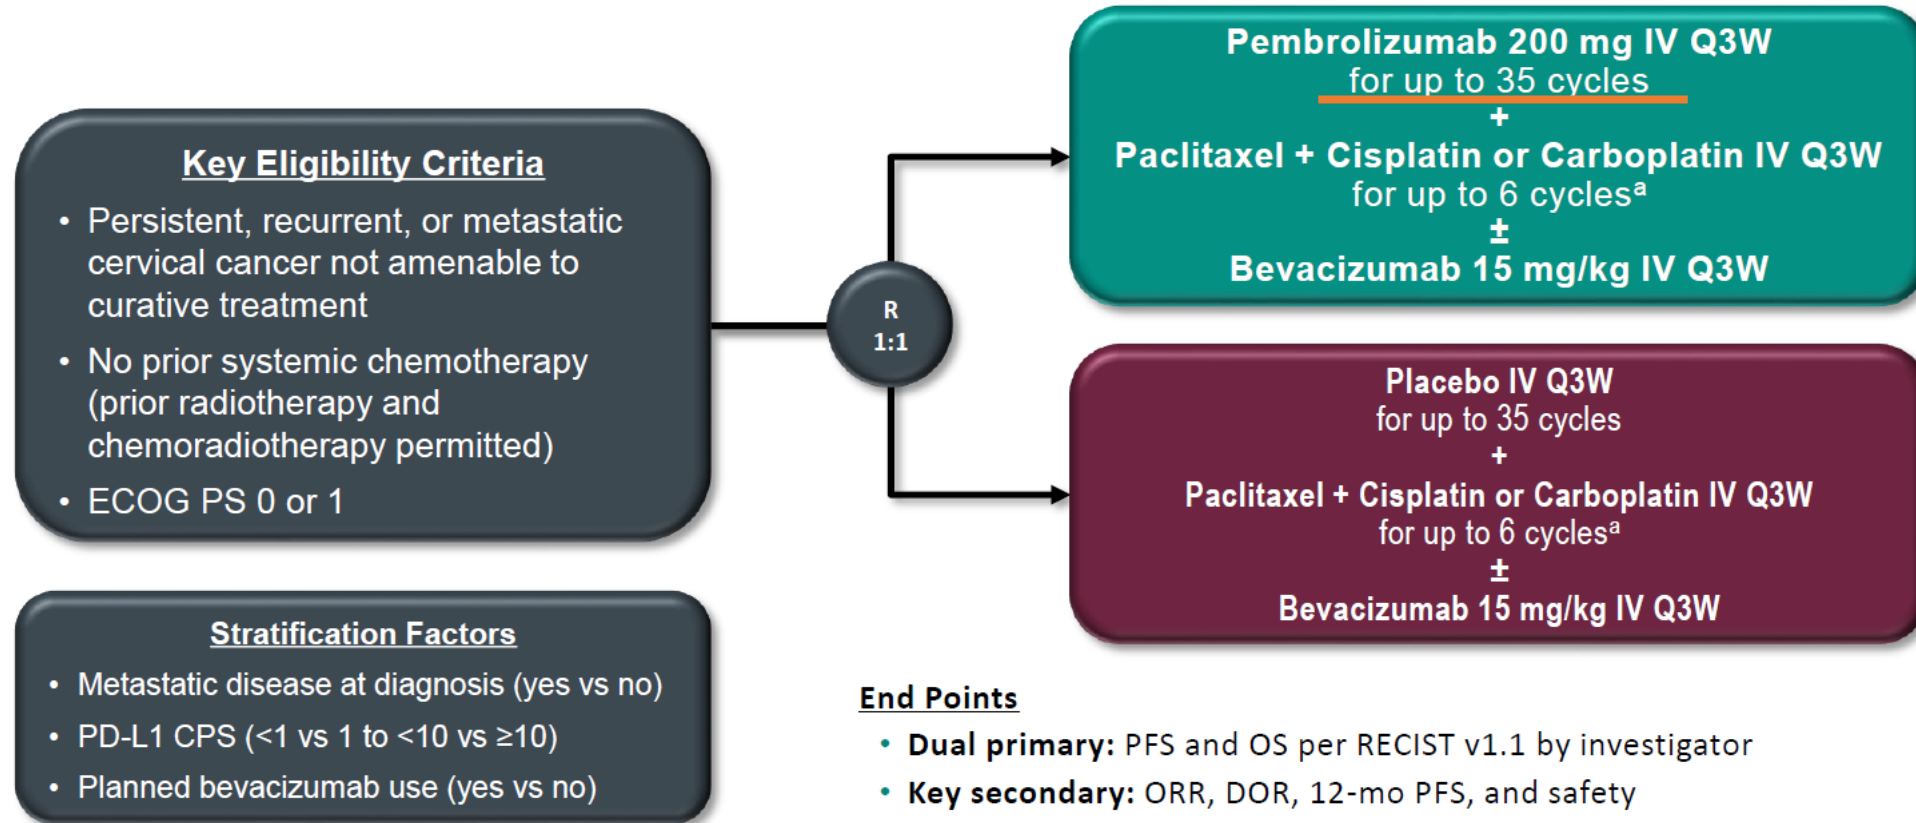 Key Eligibility Criteria
• Persistent, recurrent, or metastatic
cervical cancer not amenable to
curative treatment
• No prior systemic chemotherapy
(prior radiotherapy and
chemoradiotherapy permitted)
• ECOG PS 0 or 1
Stratification Factors
• Metastatic disease at diagnosis (yes vs no)
• PD-L1 CPS (<1 vs 1 to <10 vs ≥10)
• Planned bevacizumab use (yes vs no)
R
1:1
Pembrolizumab 200 mg IV Q3W
for up to 35 cycles
+
Paclitaxel + Cisplatin or Carboplatin IV Q3W
for up to 6 cyclesᵃ
±
Bevacizumab 15 mg/kg IV Q3W
Placebo IV Q3W
for up to 35 cycles
+
Paclitaxel + Cisplatin or Carboplatin IV Q3W
for up to 6 cyclesᵃ
±
Bevacizumab 15 mg/kg IV Q3W
End Points
• Dual primary: PFS and OS per RECIST v1.1 by investigator
• Key secondary: ORR, DOR, 12-mo PFS, and safety